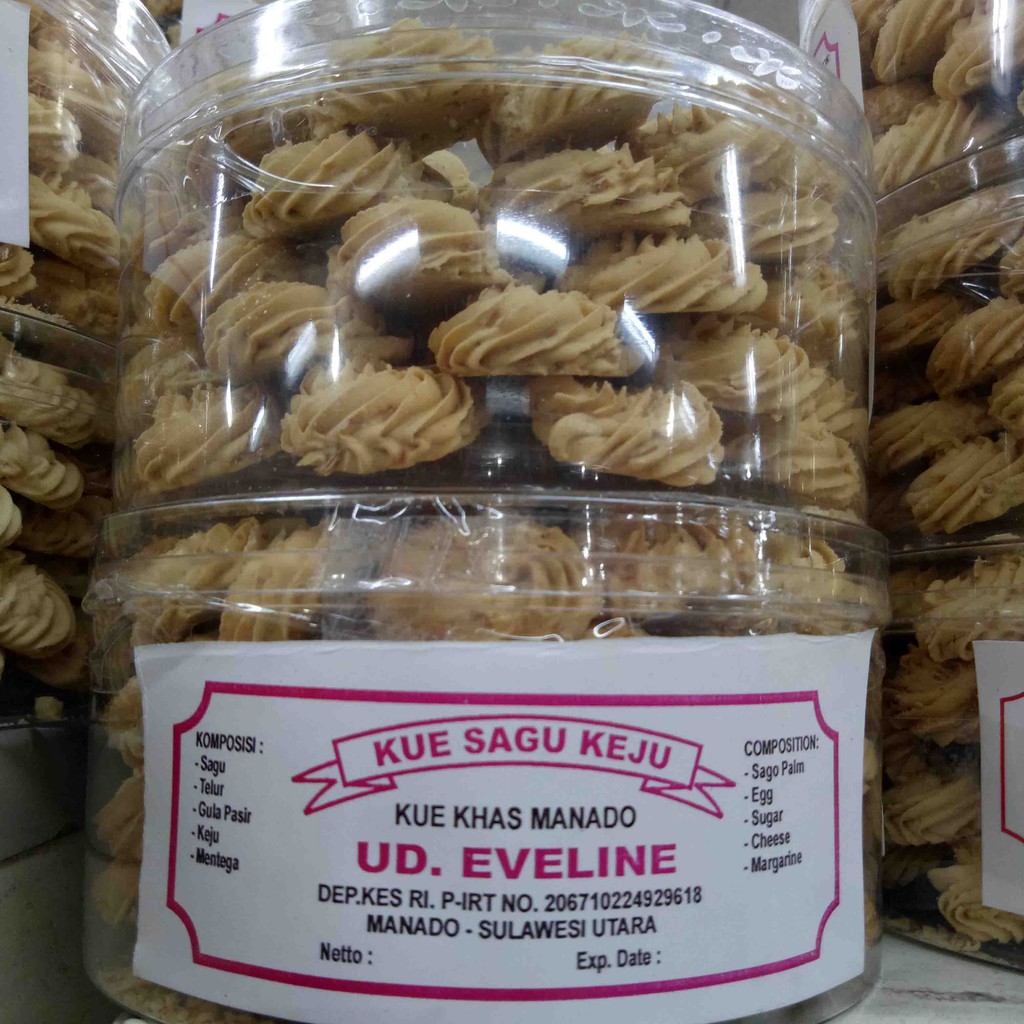 KUE SAGU KEJU
KUE KHAS MANADO
UD. EVELINE
DEP.KES RI. P-IRT NO. 206710224929618
MANADO - SULAWESI UTARA
Netto :
Exp. Date :
KOMPOSISI :
- Sagu
- Telur
- Gula Pasir
- Keju
- Mentega
COMPOSITION:
- Sago Palm
- Egg
- Sugar
- Cheese
- Margarine